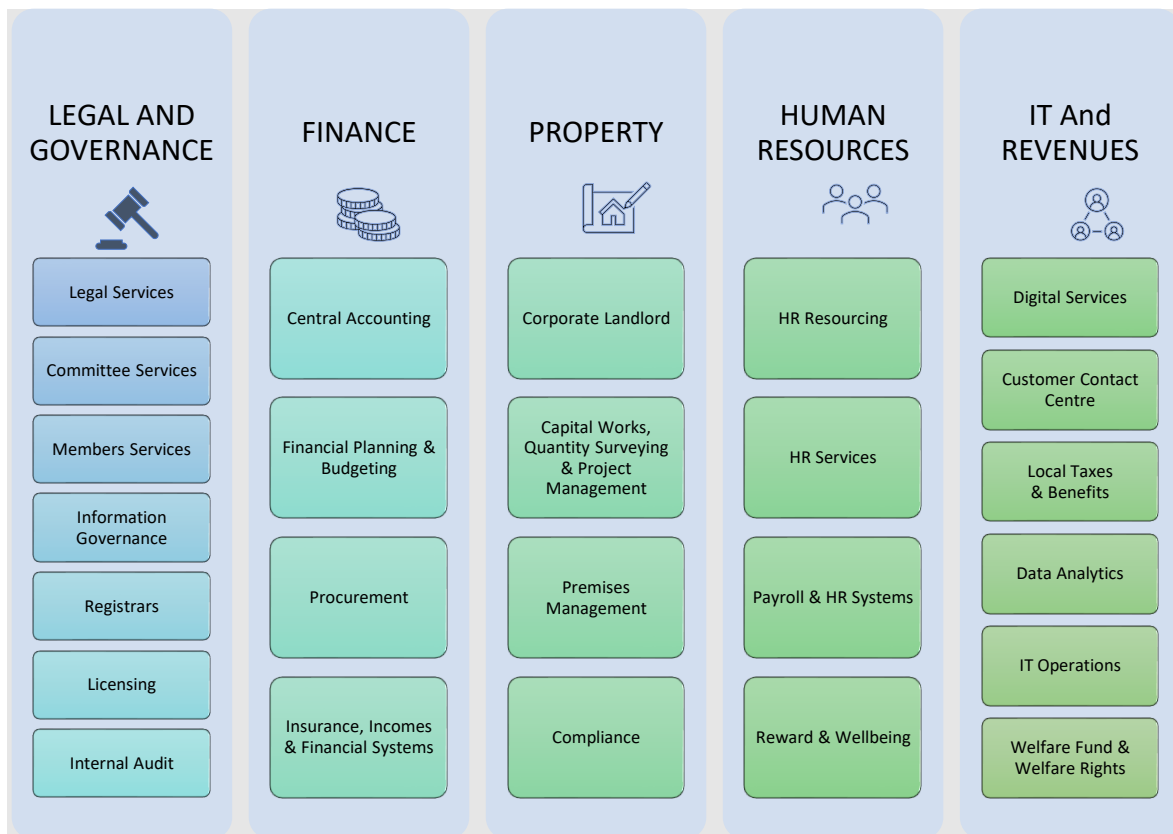 LEGAL AND
GOVERNANCE
Legal Services
Committee Services
Members Services
Information
Governance
Registrars
Licensing
Internal Audit
FINANCE
Central Accounting
Financial Planning &
Budgeting
Procurement
Insurance, Incomes
& Financial Systems
PROPERTY
Corporate Landlord
Capital Works,
Quantity Surveying
& Project
Management
Premises
Management
Compliance
HUMAN
RESOURCES
HR Resourcing
HR Services
Payroll & HR Systems
Reward & Wellbeing
IT And
REVENUES
Digital Services
Customer Contact
Centre
Local Taxes
& Benefits
Data Analytics
IT Operations
Welfare Fund &
Welfare Rights